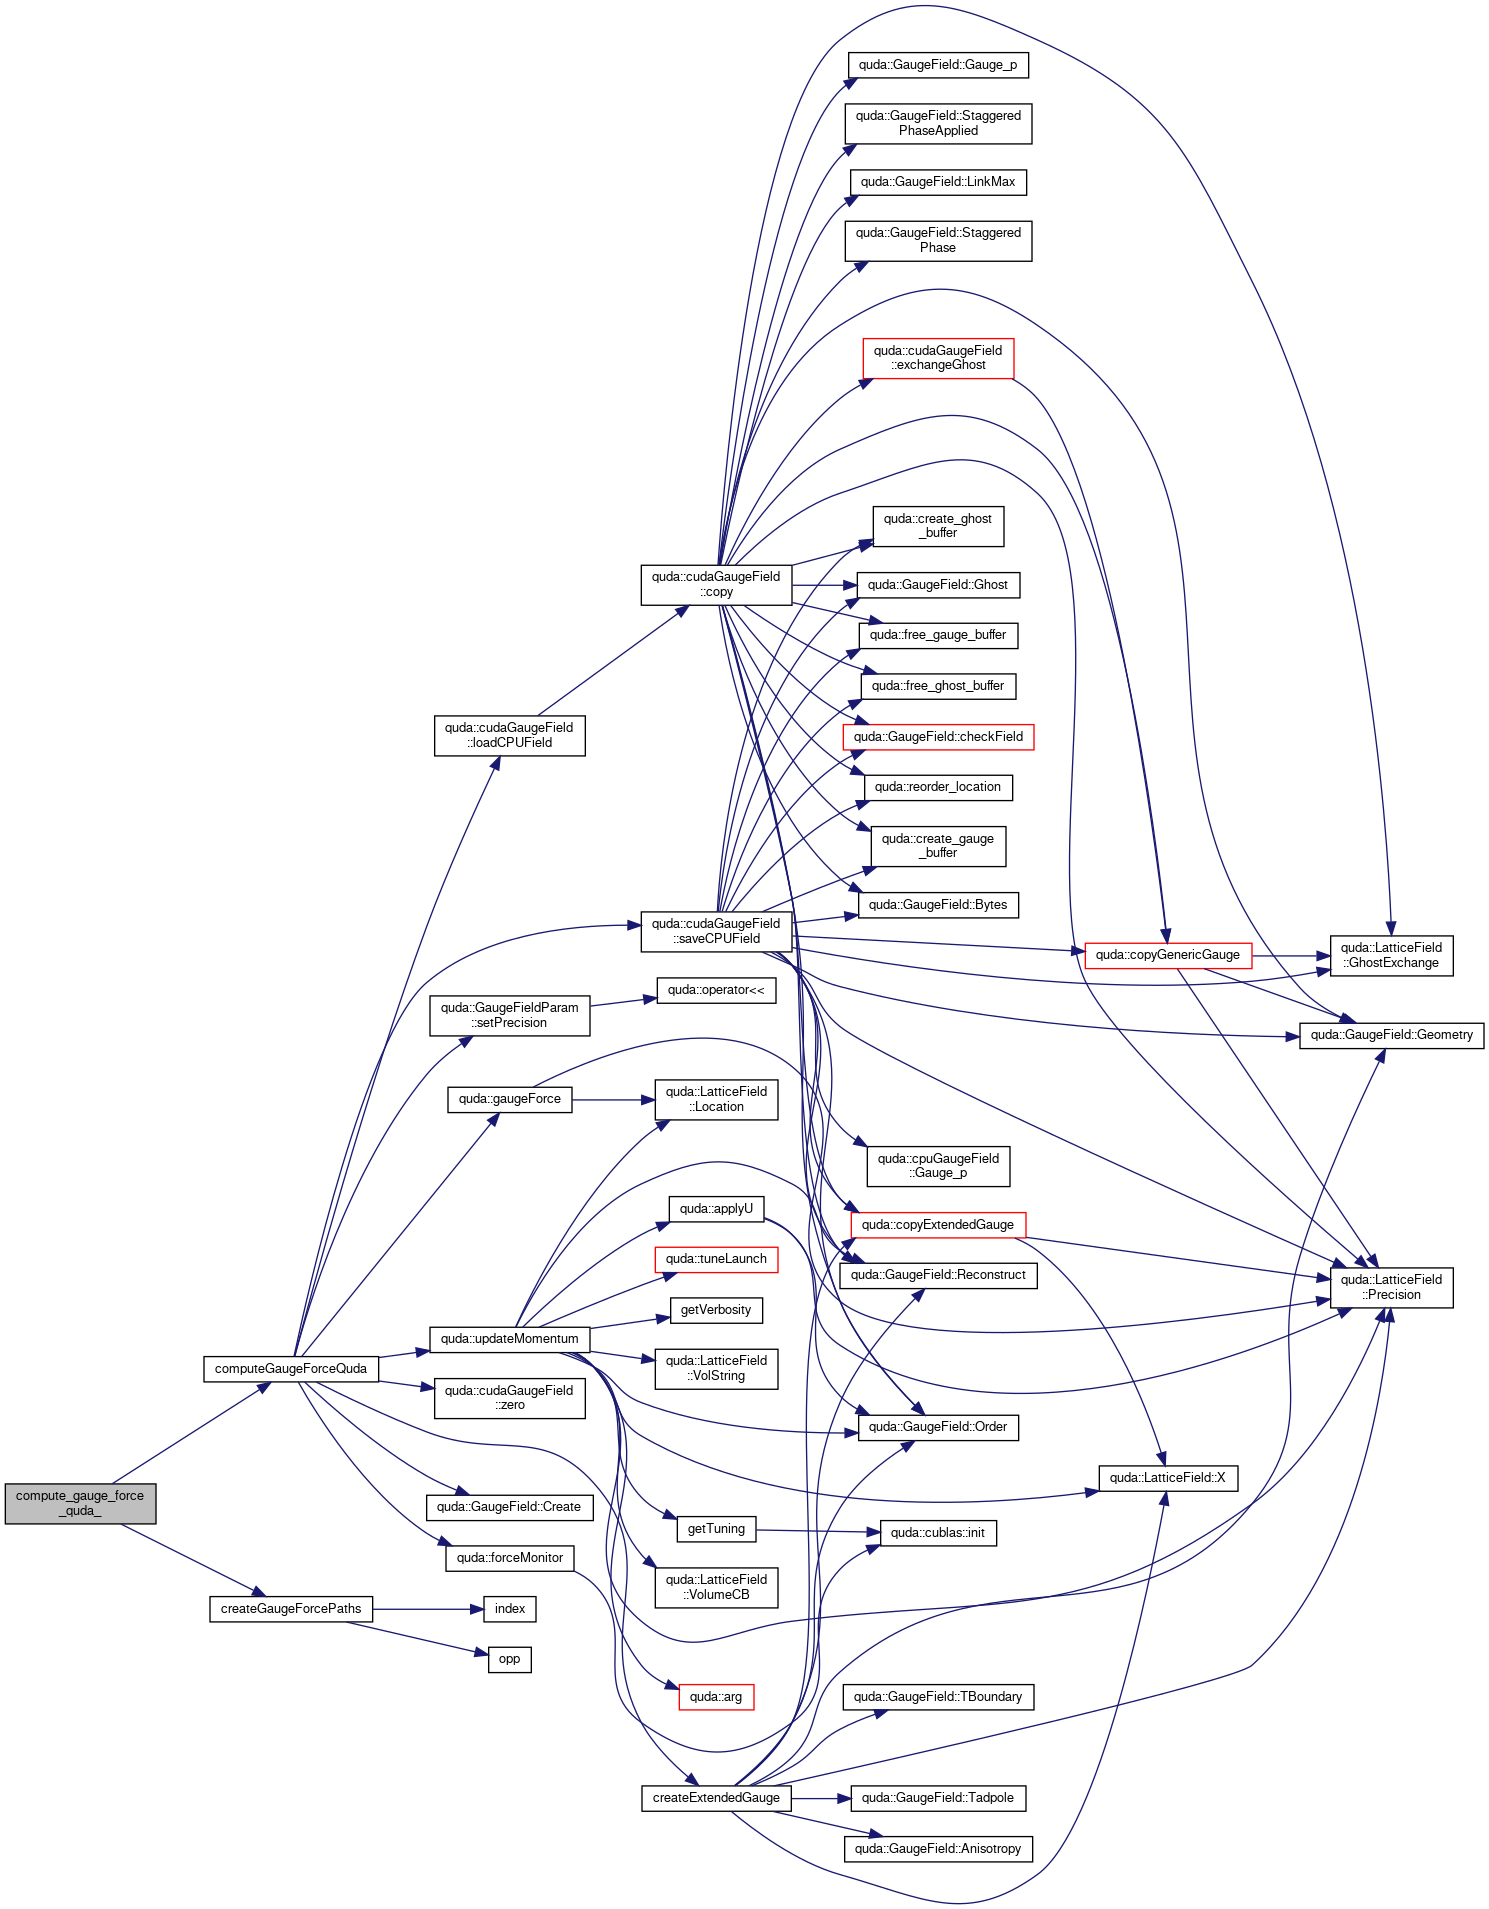 quda::GaugeField::Gauge_p
quda::GaugeField::Staggered
PhaseApplied
quda::GaugeField::LinkMax
quda::GaugeField::Staggered
Phase
quda::cudaGaugeField
::exchangeGhost
quda::create_ghost
_buffer
quda::cudaGaugeField
::copy
quda::GaugeField::Ghost
quda::free_gauge_buffer
quda::free_ghost_buffer
quda::cudaGaugeField
::loadCPUField
quda::GaugeField::checkField
quda::reorder_location
quda::create_gauge
_buffer
quda::GaugeField::Bytes
quda::cudaGaugeField
::saveCPUField
quda::copyGenericGauge
quda::LatticeField
::GhostExchange
quda::operator<<
quda::GaugeFieldParam
::setPrecision
quda::GaugeField::Geometry
quda::gaugeForce
quda::LatticeField
::Location
quda::cpuGaugeField
::Gauge_p
quda::applyU
quda::copyExtendedGauge
quda::tuneLaunch
quda::GaugeField::Reconstruct
quda::LatticeField
::Precision
getVerbosity
quda::updateMomentum
computeGaugeForceQuda
quda::LatticeField
::VolString
quda::cudaGaugeField
::zero
quda::GaugeField::Order
quda::LatticeField::X
compute_gauge_force
_quda_
quda::GaugeField::Create
getTuning
quda::cublas::init
quda::forceMonitor
quda::LatticeField
::VolumeCB
createGaugeForcePaths
index
opp
quda::arg
quda::GaugeField::TBoundary
createExtendedGauge
quda::GaugeField::Tadpole
quda::GaugeField::Anisotropy